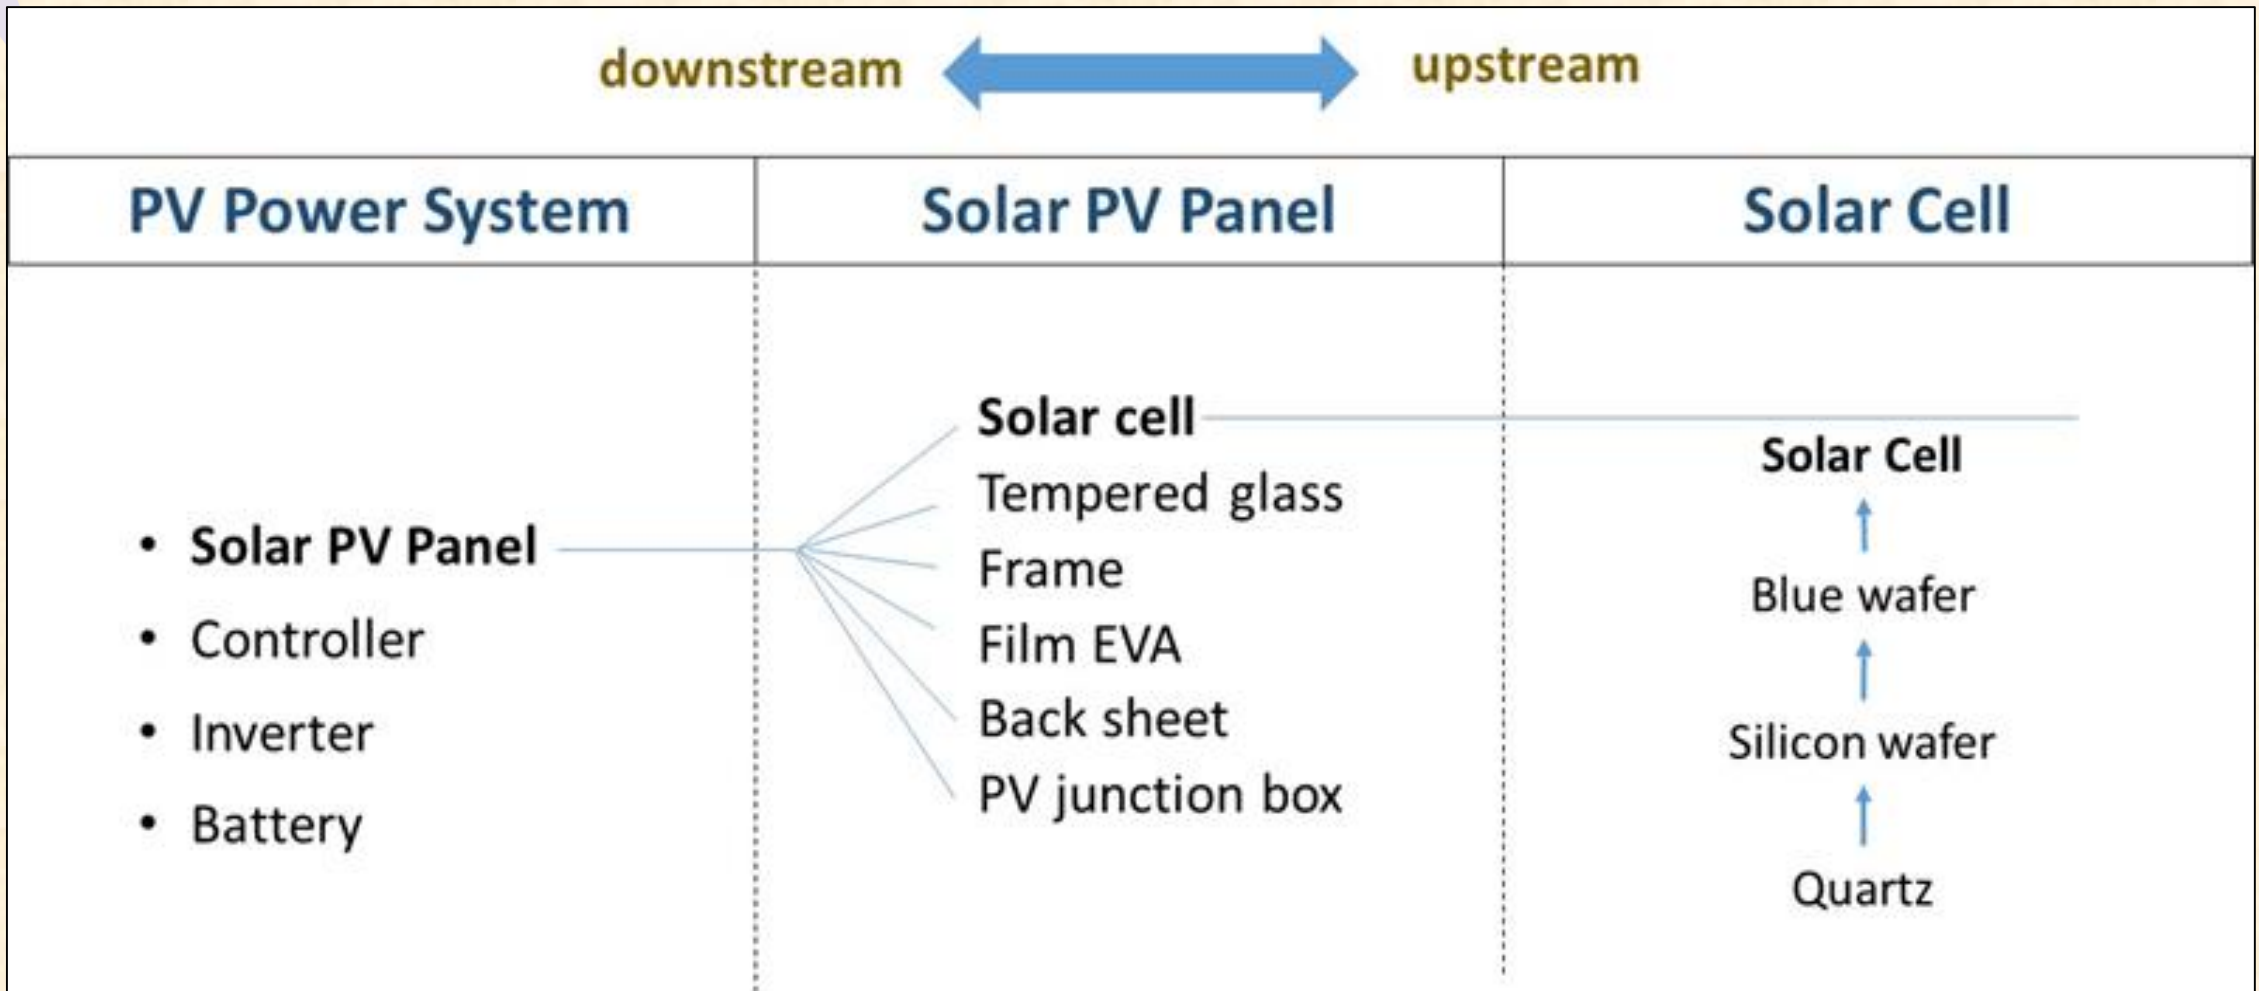 downstream
upstream
PV Power System
Solar PV Panel
Solar Cell
• Solar PV Panel
• Controller
• Inverter
• Battery
Solar cell
Tempered glass
Frame
Film EVA
Back sheet
PV junction box
Solar Cell
Blue wafer
Silicon wafer
Quartz